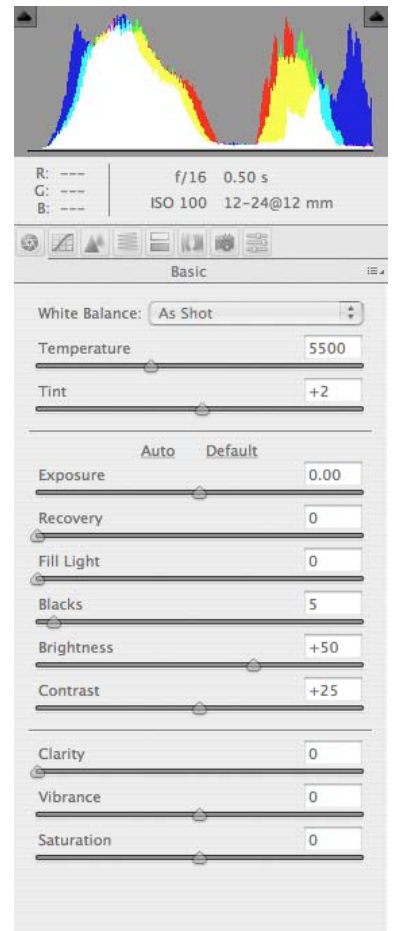 R: ---
G: ---
B: ---
f/16 0.50 s
ISO 100 12-24@12 mm
Basic
White Balance: As Shot
Temperature 5500
Tint +2
Auto Default
Exposure 0.00
Recovery 0
Fill Light 0
Blacks 5
Brightness +50
Contrast +25
Clarity 0
Vibrance 0
Saturation 0